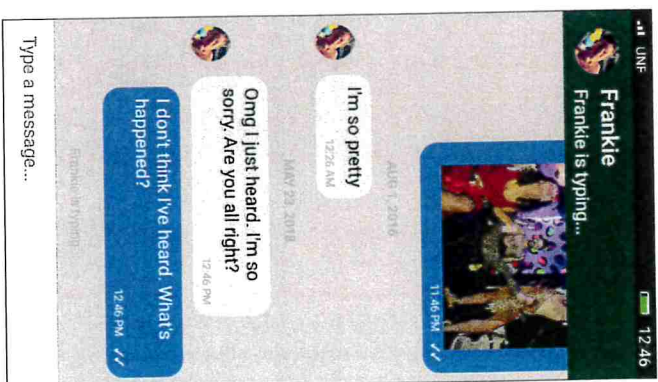 UNF 12:46
Frankie
Frankie is typing...
11:46 PM
AUG 1, 2016
I'm so pretty
12:26 AM
MAY 23, 2018
Omg I just heard. I'm so
sorry. Are you all right?
12:46 PM
I don't think I've heard. What's
happened?
12:46 PM
Frankie is typing
Type a message...